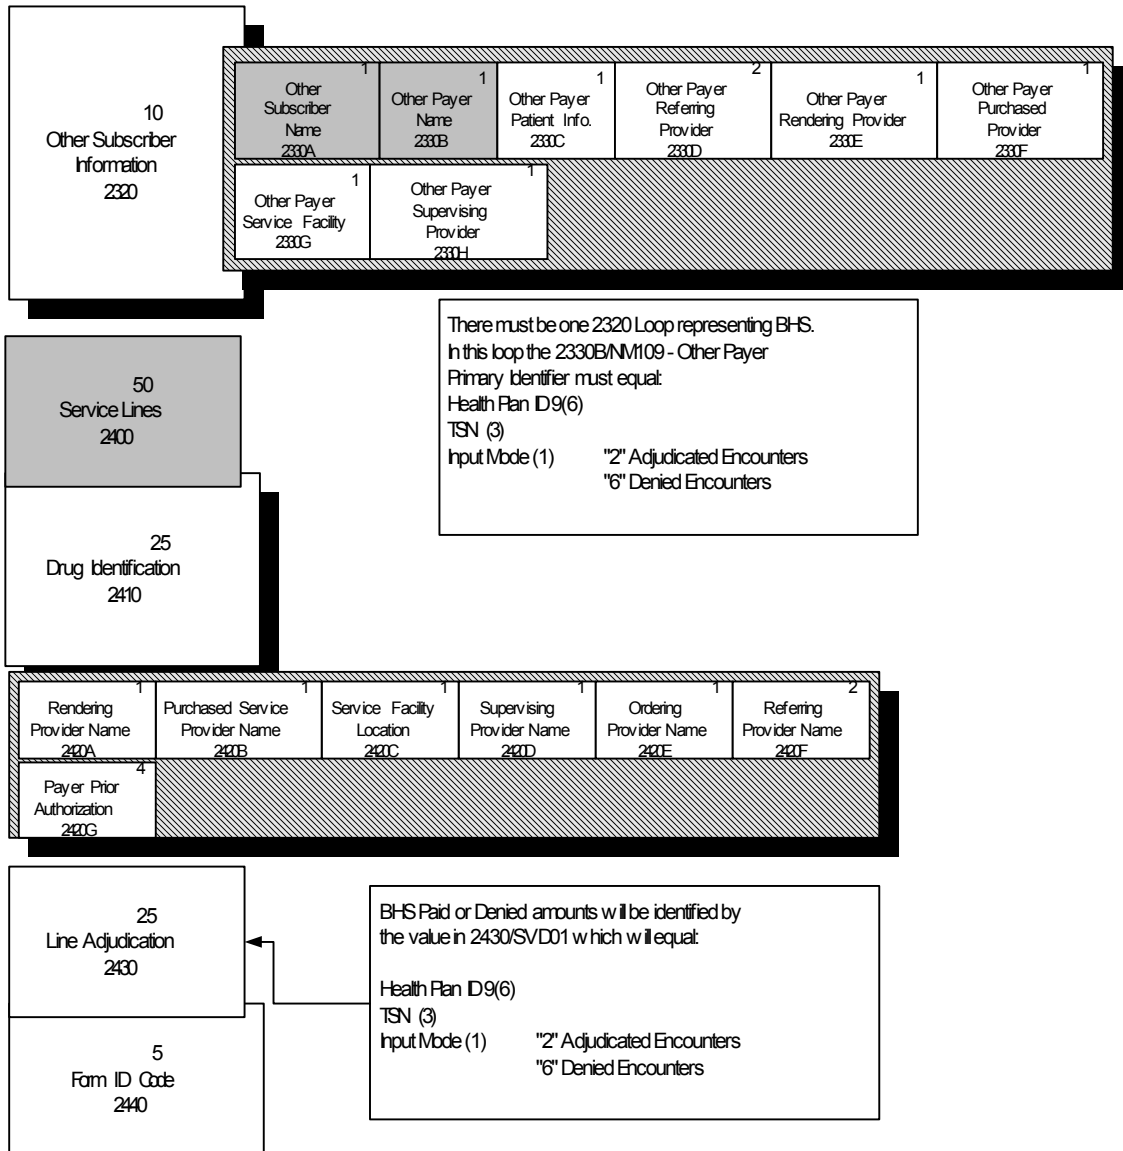 10
Other Subscriber
Information
2320
1
Other
Subscriber
Name
2330A
1
Other Payer
Name
2330B
1
Other Payer
Patient Info.
2330C
2
Other Payer
Referring
Provider
2330D
1
Other Payer
Rendering Provider
2330E
1
Other Payer
Purchased
Provider
2330F
1
Other Payer
Service Facility
2330G
1
Other Payer
Supervising
Provider
2330H
There must be one 2320 Loop representing BHS.
In this loop the 2330B/NM109 - Other Payer
Primary Identifier must equal:
Health Plan ID 9(6)
TSN (3)
Input Mode (1) "2" Adjudicated Encounters
"6" Denied Encounters
50
Service Lines
2400
25
Drug Identification
2410
1
Rendering
Provider Name
2420A
1
Purchased Service
Provider Name
2420B
1
Service Facility
Location
2420C
1
Supervising
Provider Name
2420D
1
Ordering
Provider Name
2420E
2
Referring
Provider Name
2420F
4
Payer Prior
Authorization
2420G
25
Line Adjudication
2430
BHS Paid or Denied amounts will be identified by
the value in 2430/SVD01 which will equal:
Health Plan ID 9(6)
TSN (3)
Input Mode (1) "2" Adjudicated Encounters
"6" Denied Encounters
5
Form ID Code
2440